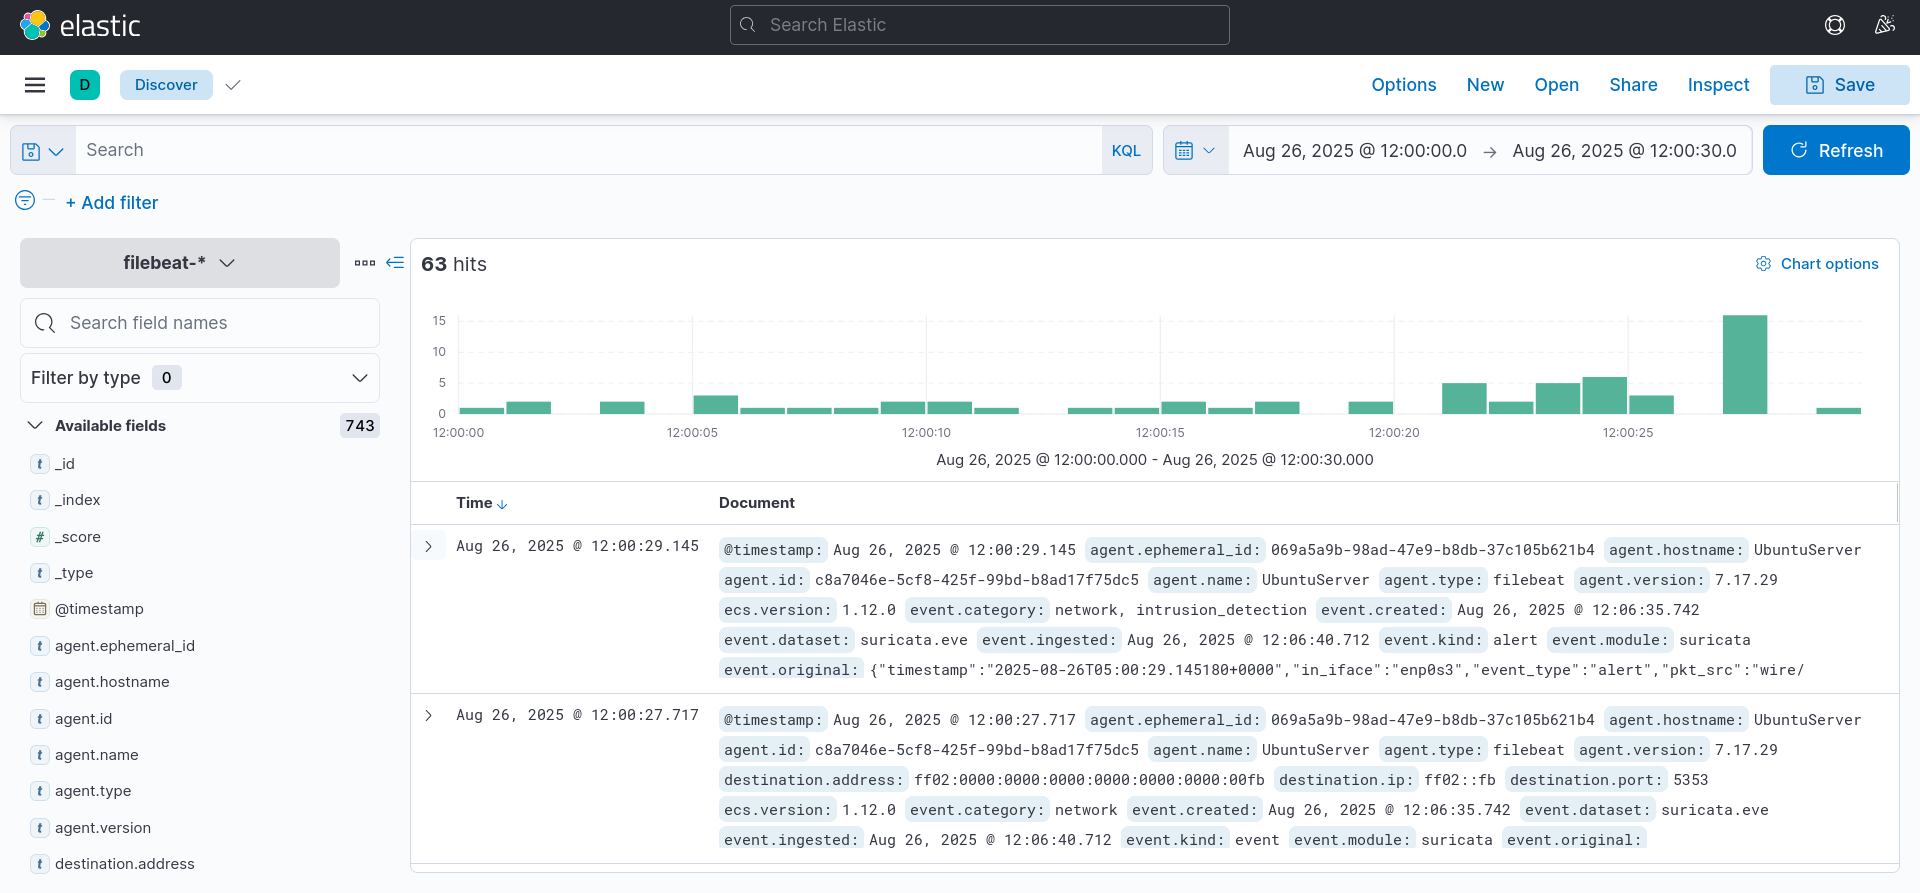 elastic
Search Elastic
D
Discover
Options New Open Share Inspect Save
Search
KQL
Aug 26, 2025 @ 12:00:00.0 → Aug 26, 2025 @ 12:00:30.0
Refresh
+ Add filter
filebeat-*
Search field names
Filter by type 0
Available fields 743
t _id
t _index
# _score
t _type
@timestamp
t agent.ephemeral_id
t agent.hostname
t agent.id
t agent.name
t agent.type
t agent.version
t destination.address
63 hits
Chart options
15
10
5
0
12:00:00 12:00:05 12:00:10 12:00:15 12:00:20 12:00:25
Aug 26, 2025 @ 12:00:00.000 - Aug 26, 2025 @ 12:00:30.000
Time ↓ Document
Aug 26, 2025 @ 12:00:29.145
@timestamp: Aug 26, 2025 @ 12:00:29.145 agent.ephemeral_id: 069a5a9b-98ad-47e9-b8db-37c105b621b4 agent.hostname: UbuntuServer
agent.id: c8a7046e-5cf8-425f-99bd-b8ad17f75dc5 agent.name: UbuntuServer agent.type: filebeat agent.version: 7.17.29
ecs.version: 1.12.0 event.category: network, intrusion_detection event.created: Aug 26, 2025 @ 12:06:35.742
event.dataset: suricata.eve event.ingested: Aug 26, 2025 @ 12:06:40.712 event.kind: alert event.module: suricata
event.original: {"timestamp":"2025-08-26T05:00:29.145180+0000","in_iface":"enp0s3","event_type":"alert","pkt_src":"wire/
Aug 26, 2025 @ 12:00:27.717
@timestamp: Aug 26, 2025 @ 12:00:27.717 agent.ephemeral_id: 069a5a9b-98ad-47e9-b8db-37c105b621b4 agent.hostname: UbuntuServer
agent.id: c8a7046e-5cf8-425f-99bd-b8ad17f75dc5 agent.name: UbuntuServer agent.type: filebeat agent.version: 7.17.29
destination.address: ff02:0000:0000:0000:0000:0000:0000:00fb destination.ip: ff02::fb destination.port: 5353
ecs.version: 1.12.0 event.category: network event.created: Aug 26, 2025 @ 12:06:35.742 event.dataset: suricata.eve
event.ingested: Aug 26, 2025 @ 12:06:40.712 event.kind: event event.module: suricata event.original: